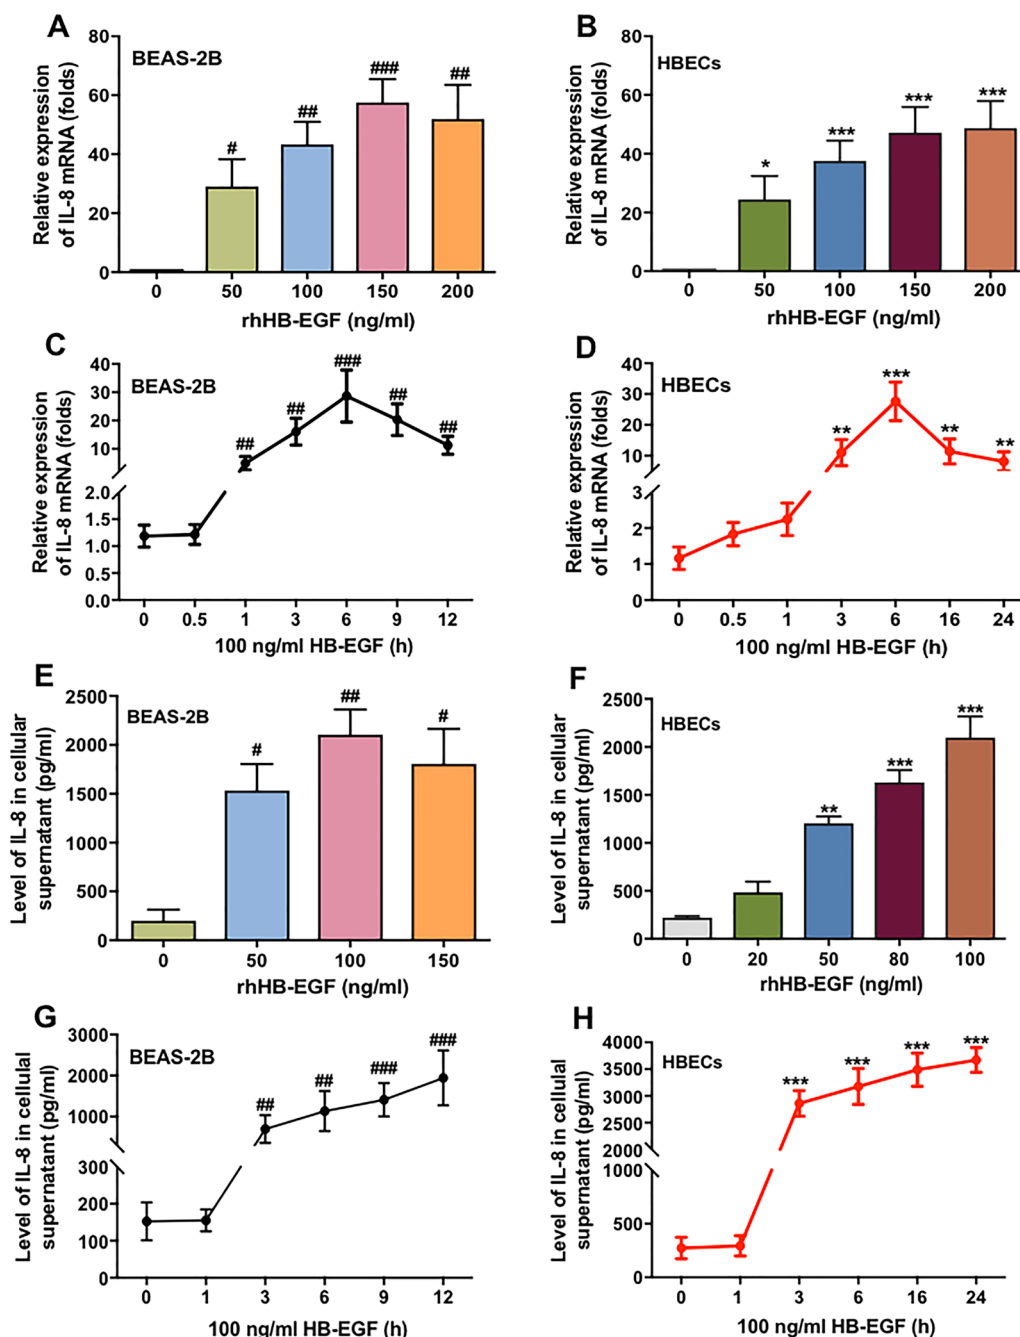 A
BEAS-2B
Relative expression
of IL-8 mRNA (folds)
80
60
40
20
0
#
##
###
##
0 50 100 150 200
rhHB-EGF (ng/ml)
B
HBECs
Relative expression
of IL-8 mRNA (folds)
80
60
40
20
0
*
***
***
***
0 50 100 150 200
rhHB-EGF (ng/ml)
C
BEAS-2B
Relative expression
of IL-8 mRNA (folds)
40
30
20
10
2.0
1.5
1.0
0.5
0.0
##
##
###
##
##
0 0.5 1 3 6 9 12
100 ng/ml HB-EGF (h)
D
HBECs
Relative expression
of IL-8 mRNA (folds)
40
30
20
10
3
2
1
0
**
***
**
**
0 0.5 1 3 6 16 24
100 ng/ml HB-EGF (h)
E
BEAS-2B
Level of IL-8 in cellular
supernatant (pg/ml)
2500
2000
1500
1000
500
0
#
##
#
0 50 100 150
rhHB-EGF (ng/ml)
F
HBECs
Level of IL-8 in cellular
supernatant (pg/ml)
2500
2000
1500
1000
500
0
**
***
***
0 20 50 80 100
rhHB-EGF (ng/ml)
G
BEAS-2B
Level of IL-8 in cellular
supernatant (pg/ml)
3000
2000
1000
300
200
100
0
##
##
###
###
0 1 3 6 9 12
100 ng/ml HB-EGF (h)
H
HBECs
Level of IL-8 in cellular
supernatant (pg/ml)
4000
3500
3000
2500
2000
1000
500
0
***
***
***
***
0 1 3 6 16 24
100 ng/ml HB-EGF (h)